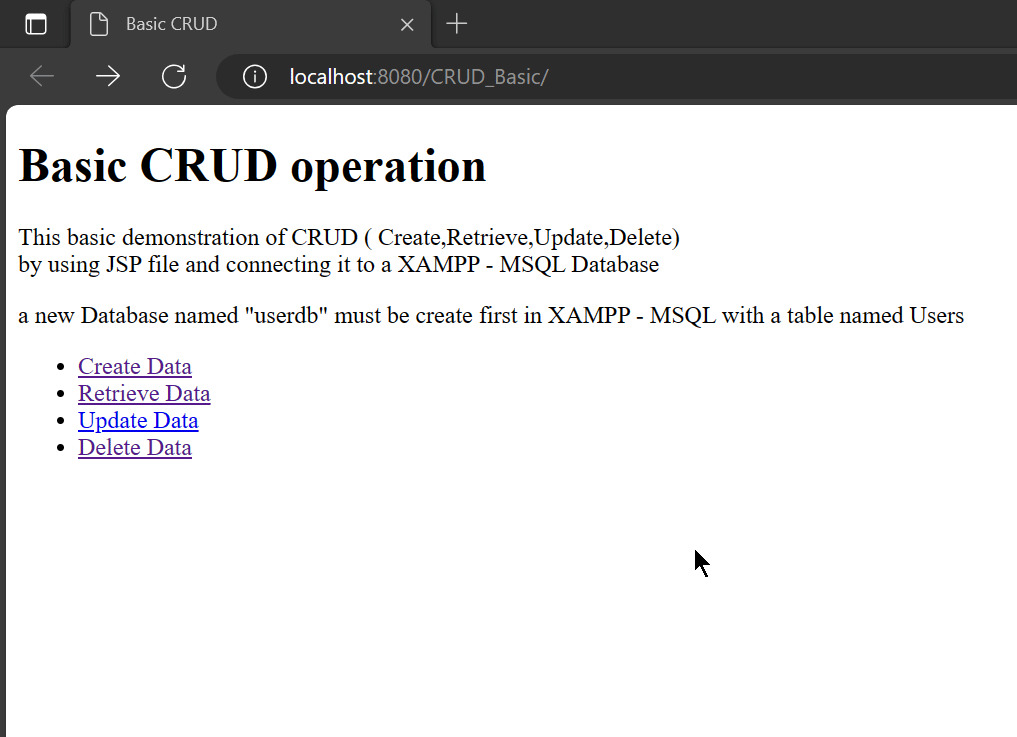 Basic CRUD
localhost:8080/CRUD_Basic/
Basic CRUD operation
This basic demonstration of CRUD ( Create,Retrieve,Update,Delete)
by using JSP file and connecting it to a XAMPP - MSQL Database
a new Database named "userdb" must be create first in XAMPP - MSQL with a table named Users
Create Data
Retrieve Data
Update Data
Delete Data